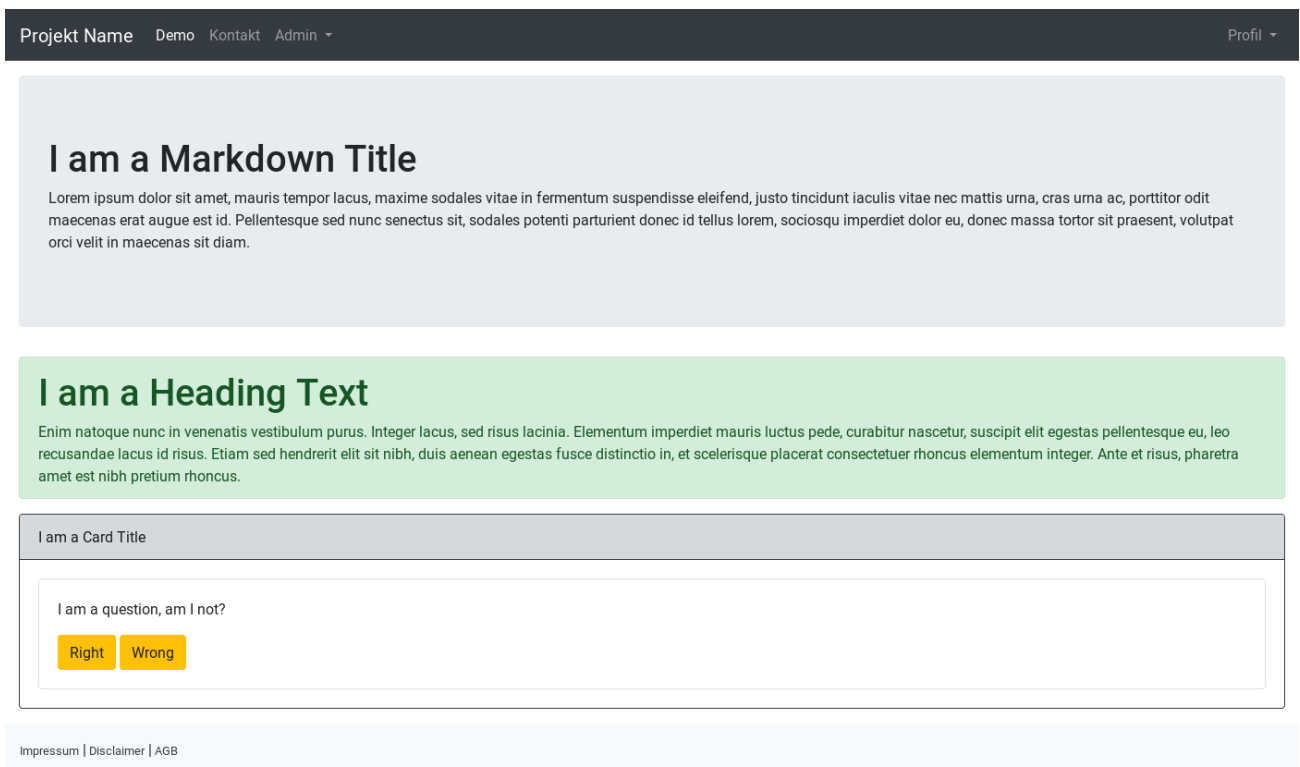 Projekt Name Demo Kontakt Admin Profil
I am a Markdown Title
Lorem ipsum dolor sit amet, mauris tempor lacus, maxime sodales vitae in fermentum suspendisse eleifend, justo tincidunt iaculis vitae nec mattis urna, cras urna ac, porttitor odit
maecenas erat augue est id. Pellentesque sed nunc senectus sit, sodales potenti parturient donec id tellus lorem, sociosqu imperdiet dolor eu, donec massa tortor sit praesent, volutpat
orci velit in maecenas sit diam.
I am a Heading Text
Enim natoque nunc in venenatis vestibulum purus. Integer lacus, sed risus lacinia. Elementum imperdiet mauris luctus pede, curabitur nascetur, suscipit elit egestas pellentesque eu, leo
recusandae lacus id risus. Etiam sed hendrerit elit sit nibh, duis aenean egestas fusce distinctio in, et scelerisque placerat consectetuer rhoncus elementum integer. Ante et risus, pharetra
amet est nibh pretium rhoncus.
I am a Card Title
I am a question, am I not?
Right Wrong
Impressum | Disclaimer | AGB